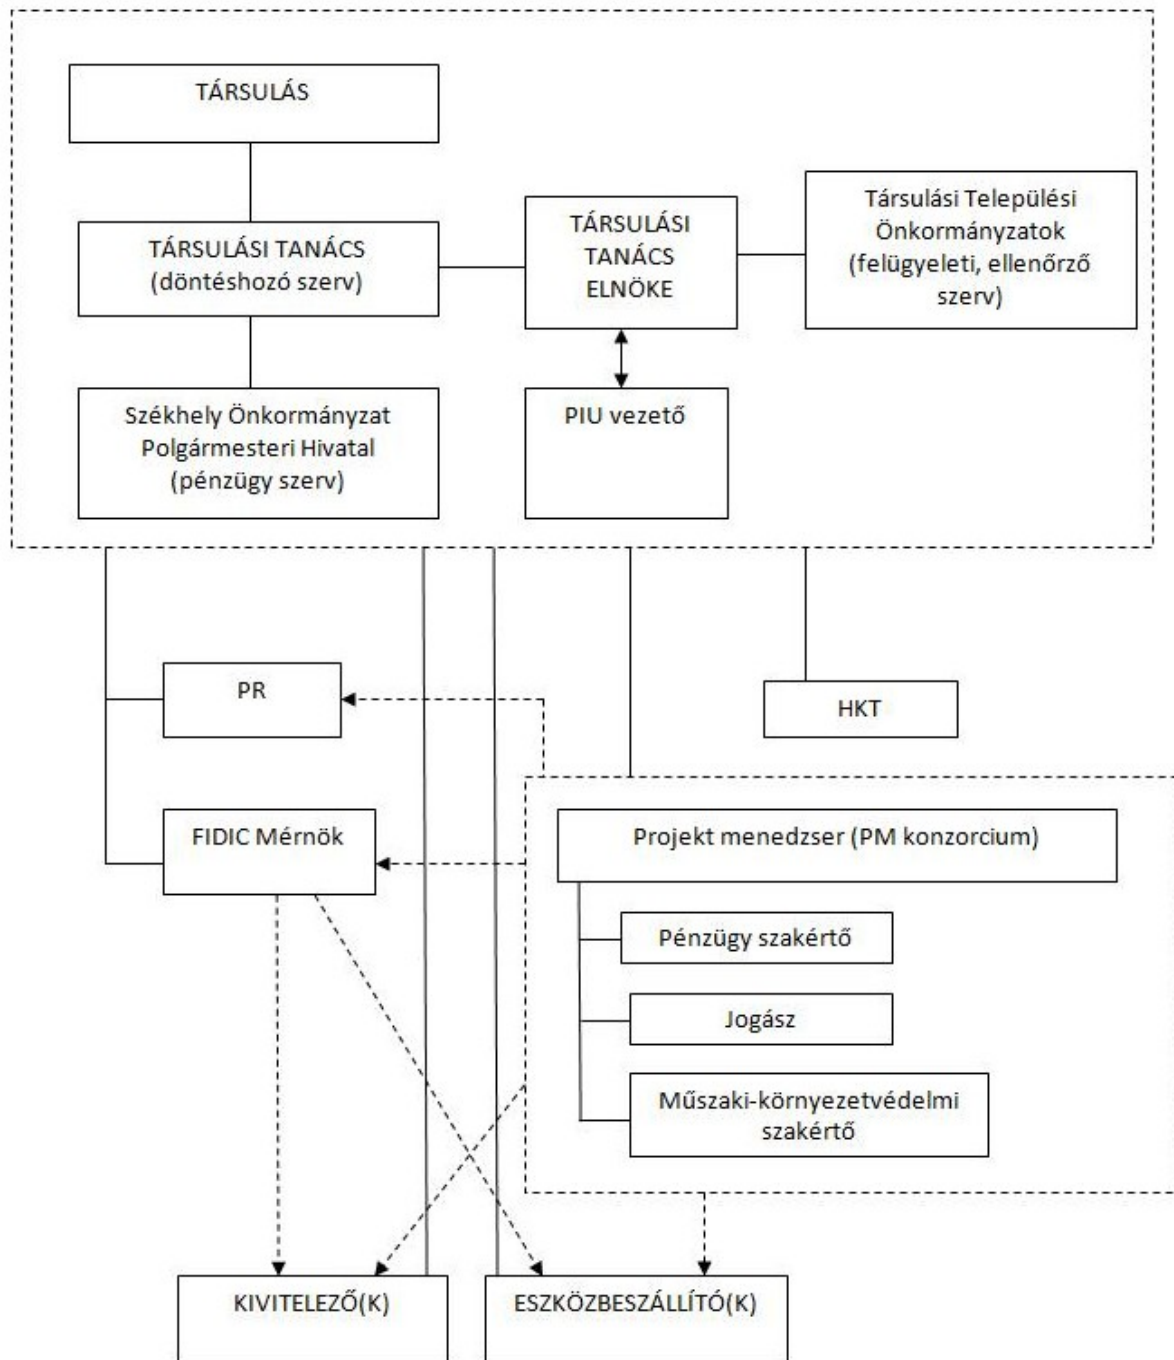 TÁRSULÁS
TÁRSULÁSI TANÁCS
(döntéshozó szerv)
TÁRSULÁSI
TANÁCS
ELNÖKE
Társulási Települési
Önkormányzatok
(felügyeleti, ellenőrző
szerv)
Székhely Önkormányzat
Polgármesteri Hivatal
(pénzügy szerv)
PIU vezető
PR
HKT
FIDIC Mérnök
Projekt menedzser (PM konzorcium)
Pénzügy szakértő
Jogász
Műszaki-környezetvédelmi
szakértő
KIVITELEZŐ(K)
ESZKÖZBESZÁLLÍTÓ(K)